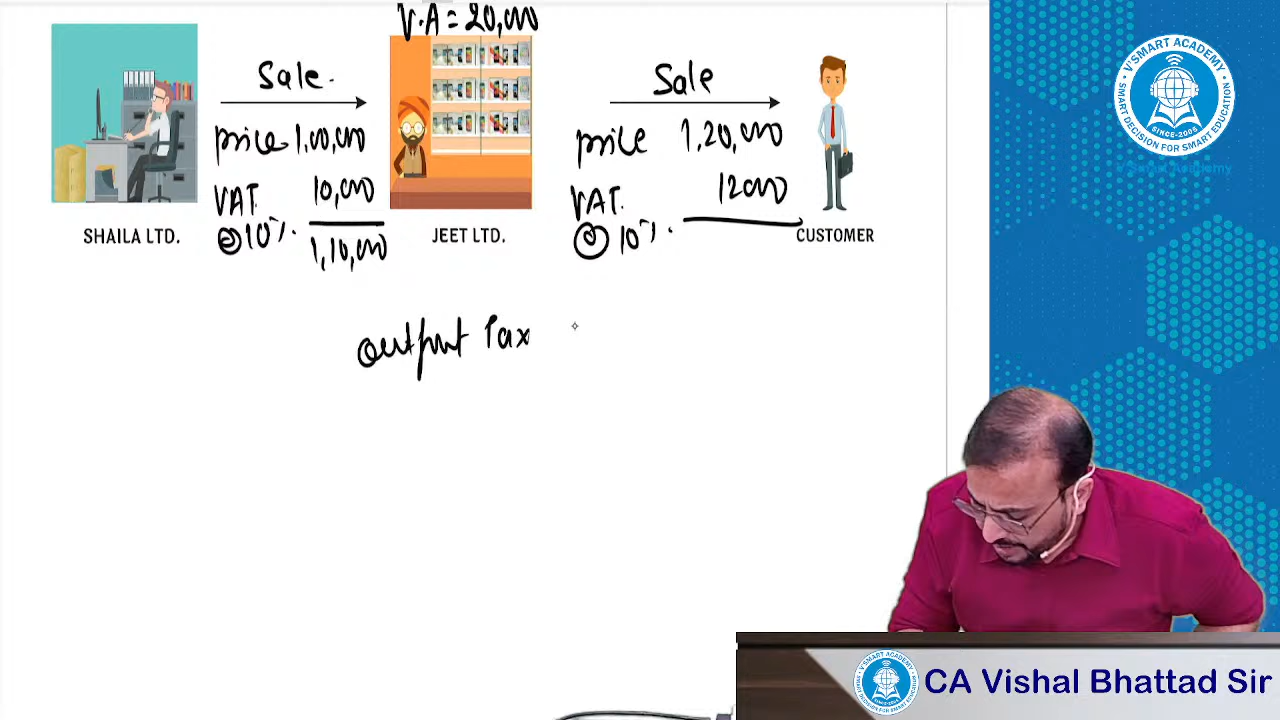 V.A = 20,000
Sale.
price 1,00,000
VAT 10,000
@ 10%.
1,10,000
SHAILA LTD.
JEET LTD.
Sale
price 1,20,000
VAT. 12000
@ 10%.
CUSTOMER
output Tax
V'SMART ACADEMY
SINCE-2005
SMART DECISION FOR SMART EDUCATION
Smart Academy
CA Vishal Bhattad Sir